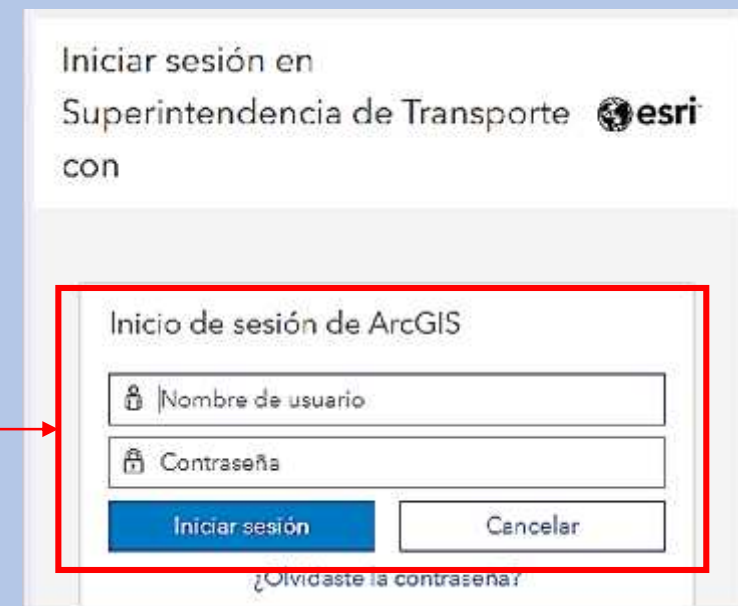 Iniciar sesión en
Superintendencia de Transporte esri
con
Inicio de sesión de ArcGIS
Nombre de usuario
Contraseña
Iniciar sesión Cancelar
¿Olvidaste la contraseña?